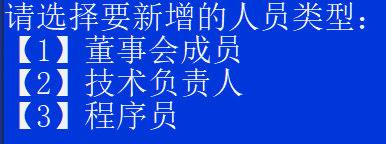 请选择要新增的人员类型：
【1】董事会成员
【2】技术负责人
【3】程序员